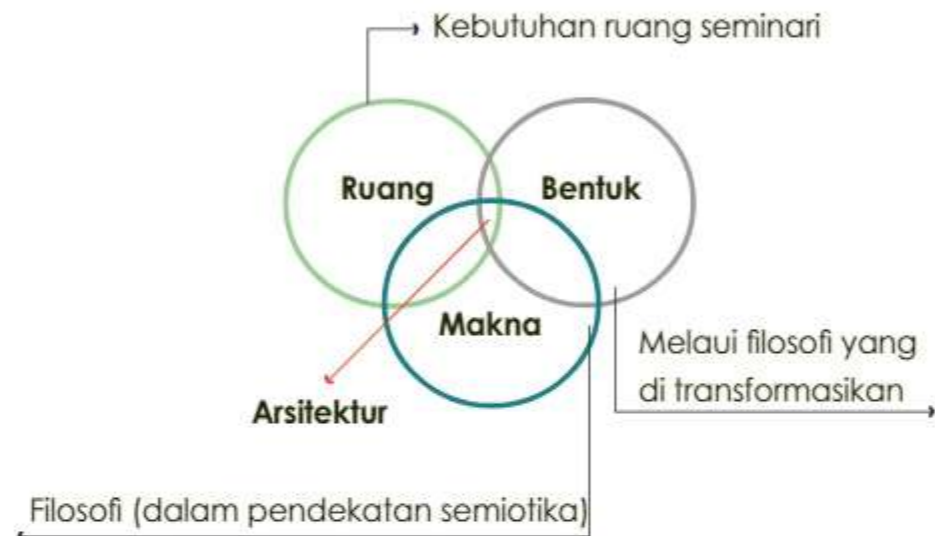 Kebutuhan ruang seminari
Ruang
Bentuk
Makna
Melaui filosofi yang
di transformasikan
Arsitektur
Filosofi (dalam pendekatan semiotika)